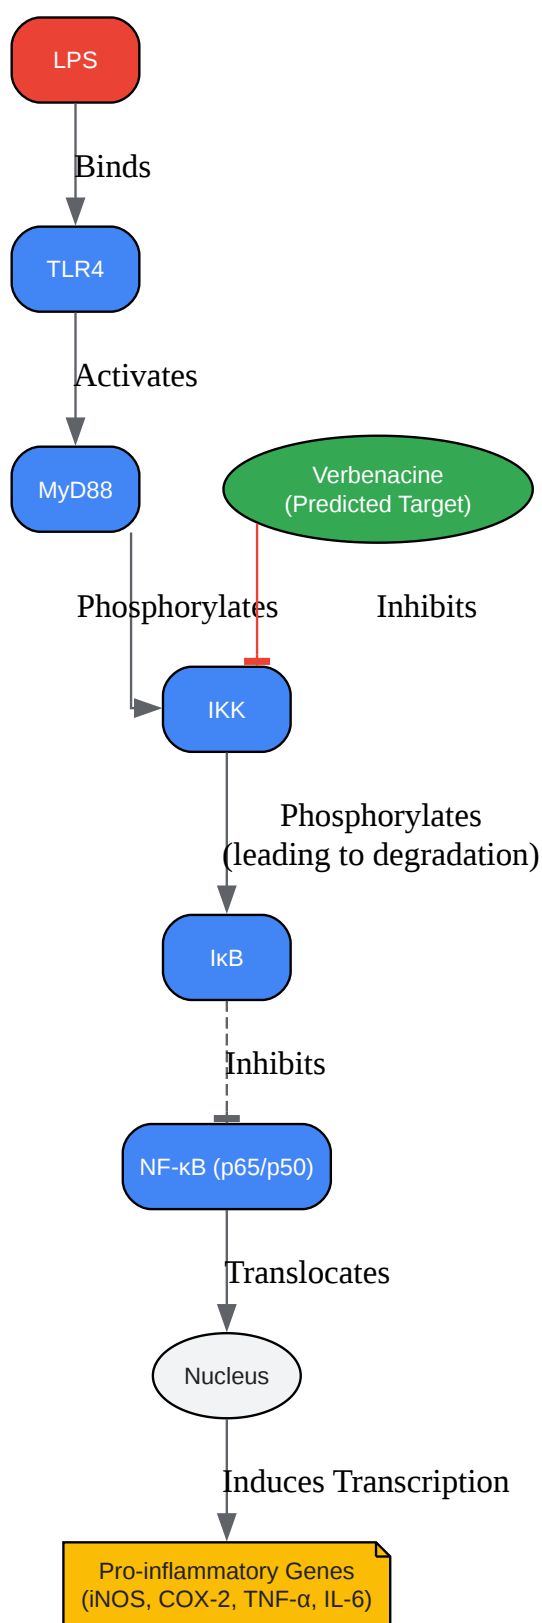 LPS
Binds
TLR4
Activates
MyD88
Verbenacine
(Predicted Target)
Phosphorylates
Inhibits
IKK
Phosphorylates
(leading to degradation)
IκB
Inhibits
NF-κB (p65/p50)
Translocates
Nucleus
Induces Transcription
Pro-inflammatory Genes
(iNOS, COX-2, TNF-α, IL-6)